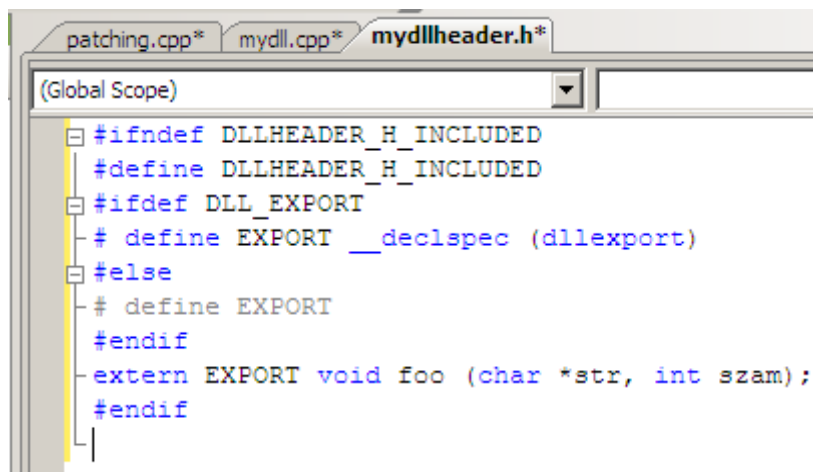 patching.cpp* mydll.cpp* mydllheader.h*
(Global Scope)
#ifndef DLLHEADER_H_INCLUDED
#define DLLHEADER_H_INCLUDED
#ifdef DLL_EXPORT
# define EXPORT __declspec (dllexport)
#else
# define EXPORT
#endif
extern EXPORT void foo (char *str, int szam);
#endif